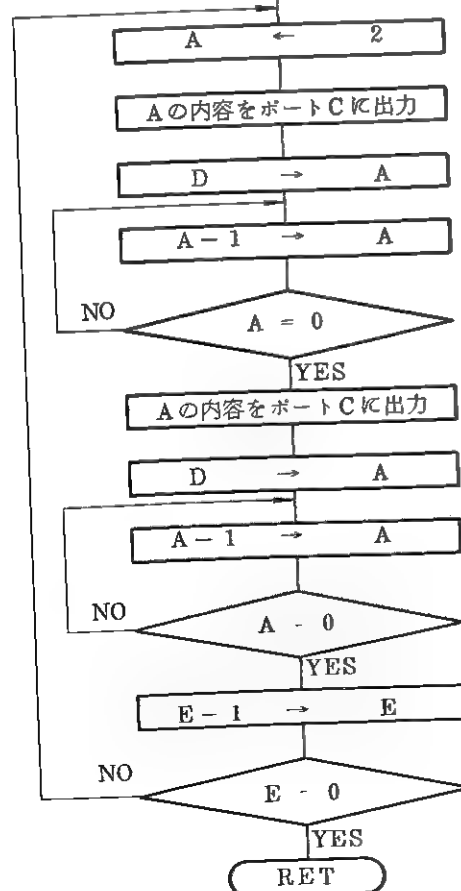 A ← 2
Aの内容をポートCに出力
D → A
A - 1 → A
NO
A = 0
YES
Aの内容をポートCに出力
D → A
A - 1 → A
NO
A - 0
YES
E - 1 → E
NO
E - 0
YES
RET